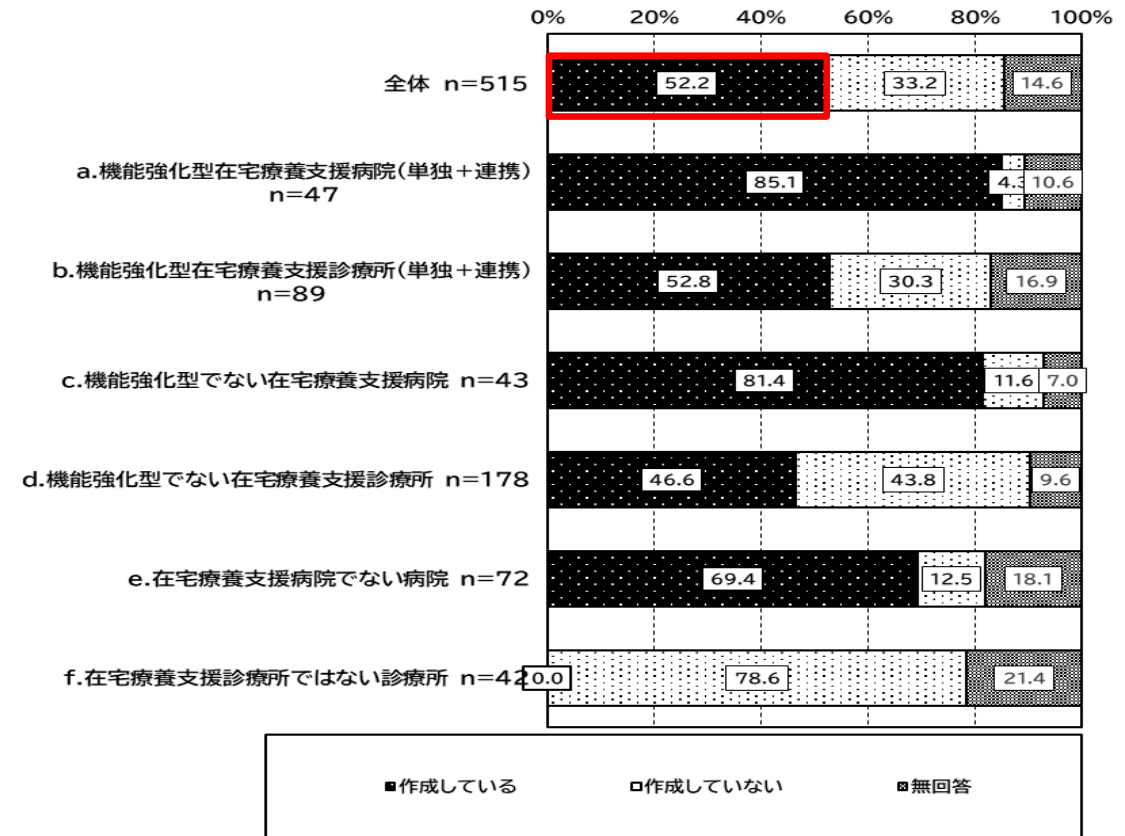 0% 20% 40% 60% 80% 100%
全体 n=515 52.2 33.2 14.6
a.機能強化型在宅療養支援病院(単独+連携)
n=47 85.1 4.3 10.6
b.機能強化型在宅療養支援診療所(単独+連携)
n=89 52.8 30.3 16.9
c.機能強化型でない在宅療養支援病院 n=43 81.4 11.6 7.0
d.機能強化型でない在宅療養支援診療所 n=178 46.6 43.8 9.6
e.在宅療養支援病院でない病院 n=72 69.4 12.5 18.1
f.在宅療養支援診療所ではない診療所 n=42 0.0 78.6 21.4
作成している 作成していない 無回答